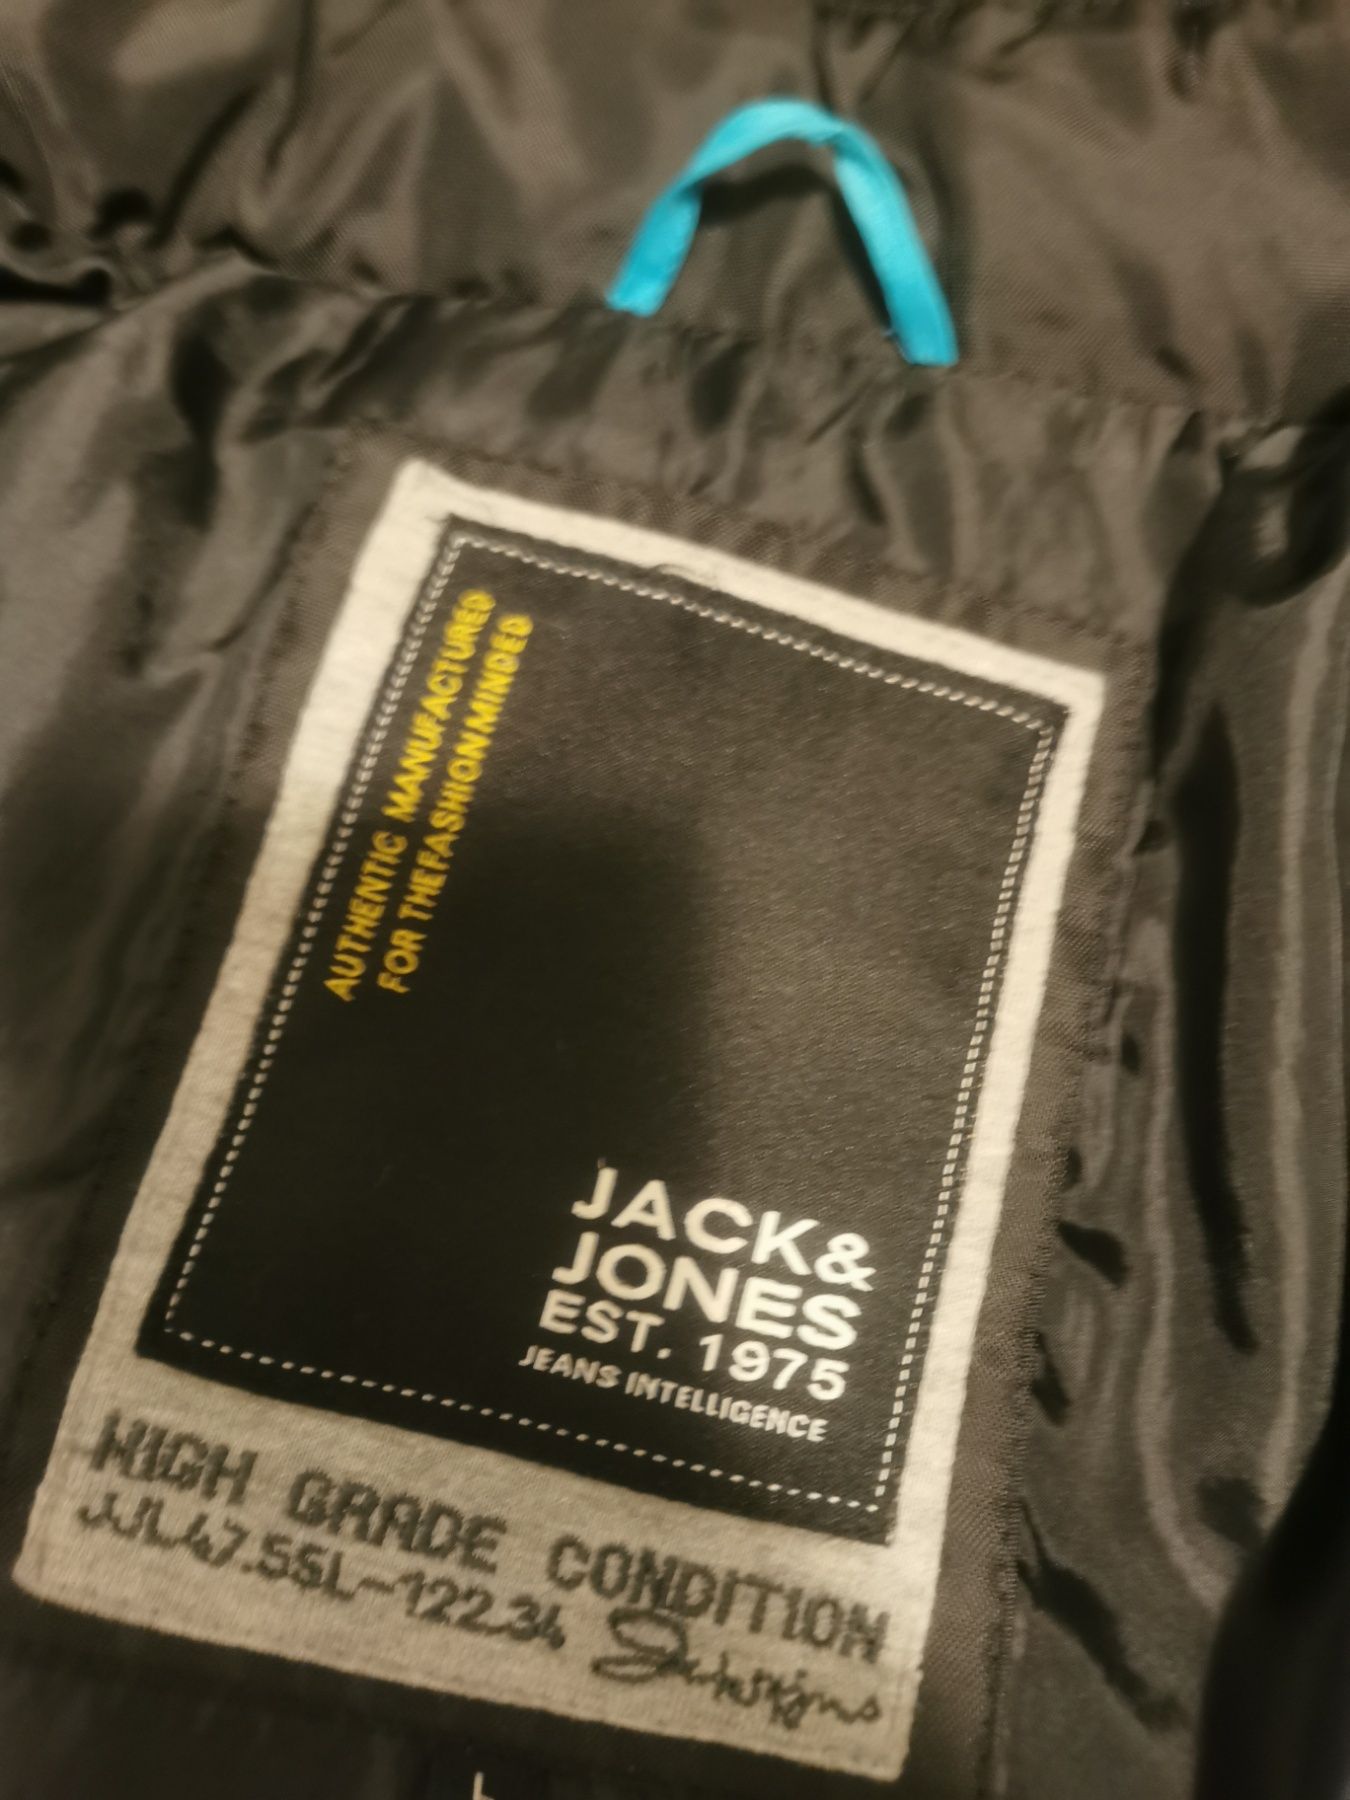 AUTHENTIC MANUFACTURED
FOR THEFASHIONMINDED
JACK&
JONES
EST. 1975
JEANS INTELLIGENCE
HIGH GRADE CONDITION
JJL47.55L-122.34